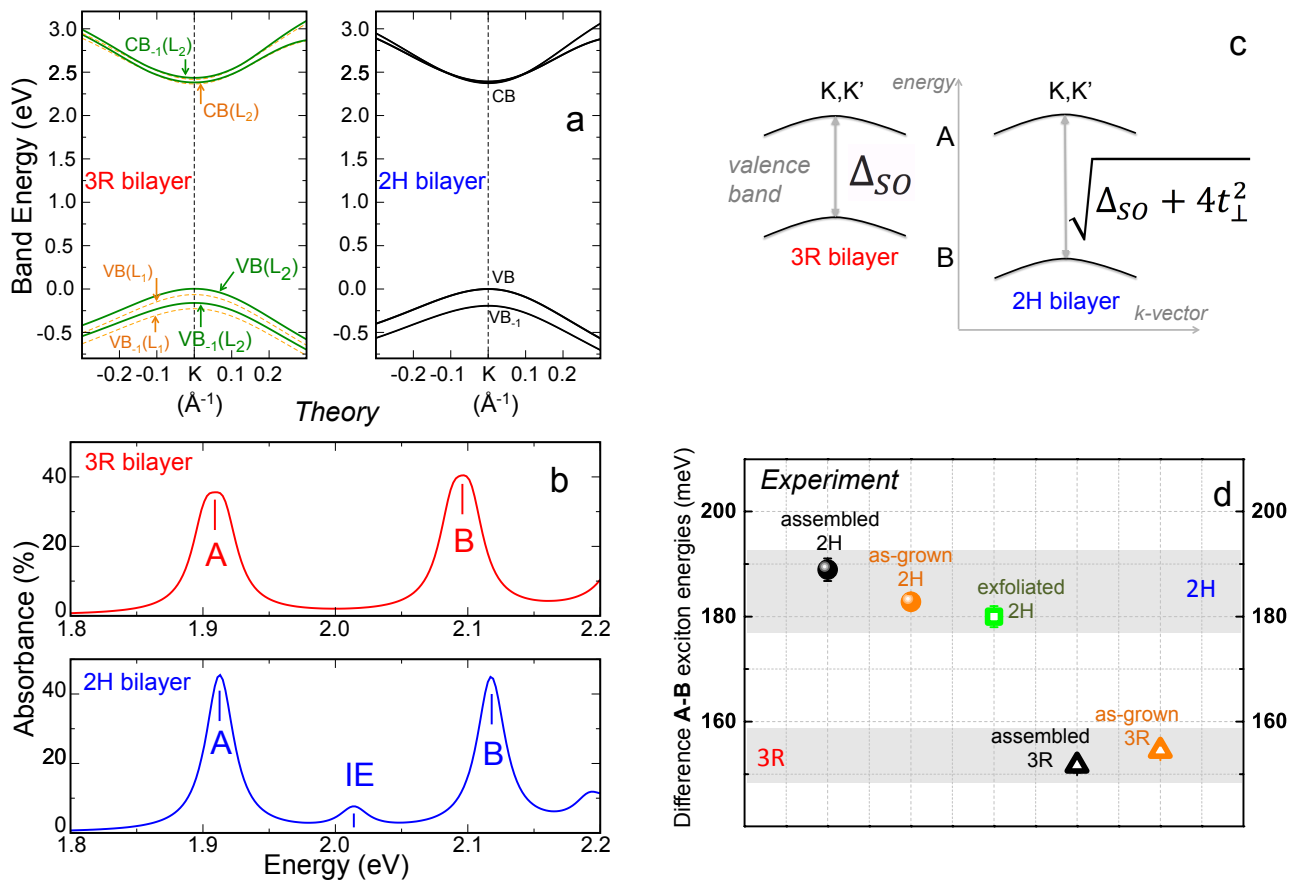 3.0
2.5
2.0
1.5
1.0
0.5
0.0
-0.5
Band Energy (eV)
CB-1(L2)
CB(L2)
3R bilayer
VB(L1)
VB(L2)
VB-1(L1)
VB-1(L2)
-0.2 -0.1 K 0.1 0.2
(Å-1)
a
CB
2H bilayer
VB
VB-1
-0.2 -0.1 K 0.1 0.2
(Å-1)
Theory
c
energy
K,K’
K,K’
A
valence
band
ΔSO
√ΔSO + 4t⊥2
B
3R bilayer
2H bilayer
k-vector
3R bilayer
b
40
20
0
A
B
1.8 1.9 2.0 2.1 2.2
Absorbance (%)
2H bilayer
40
20
0
A
IE
B
1.8 1.9 2.0 2.1 2.2
Energy (eV)
Difference A-B exciton energies (meV)
Experiment
d
200
180
160
200
180
160
assembled
2H
as-grown
2H
exfoliated
2H
2H
as-grown
3R
assembled
3R
3R